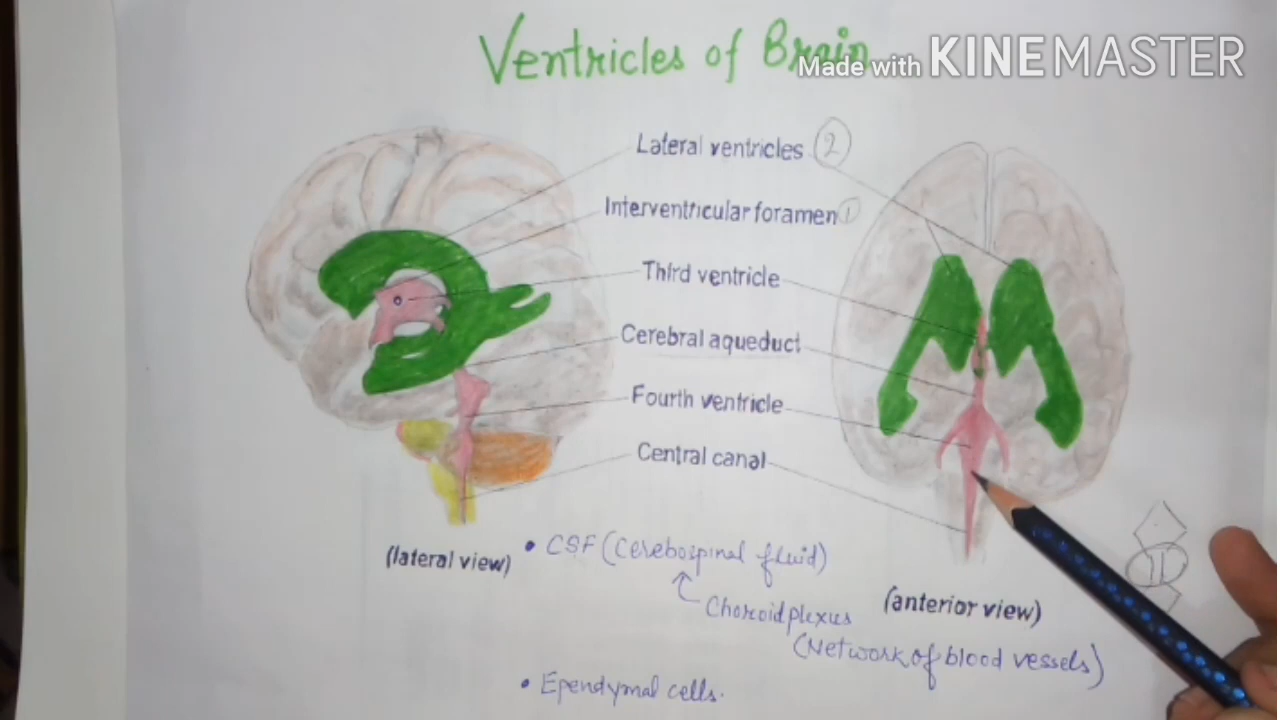 Ventricles of Brain
Made with KINEMASTER
Lateral ventricles 2
Interventricular foramen 1
Third ventricle
Cerebral aqueduct
Fourth ventricle
Central canal
(lateral view)
• CSF (Cerebospinal fluid)
Choroid plexus
(anterior view)
(Network of blood vessels)
• Ependymal cells.